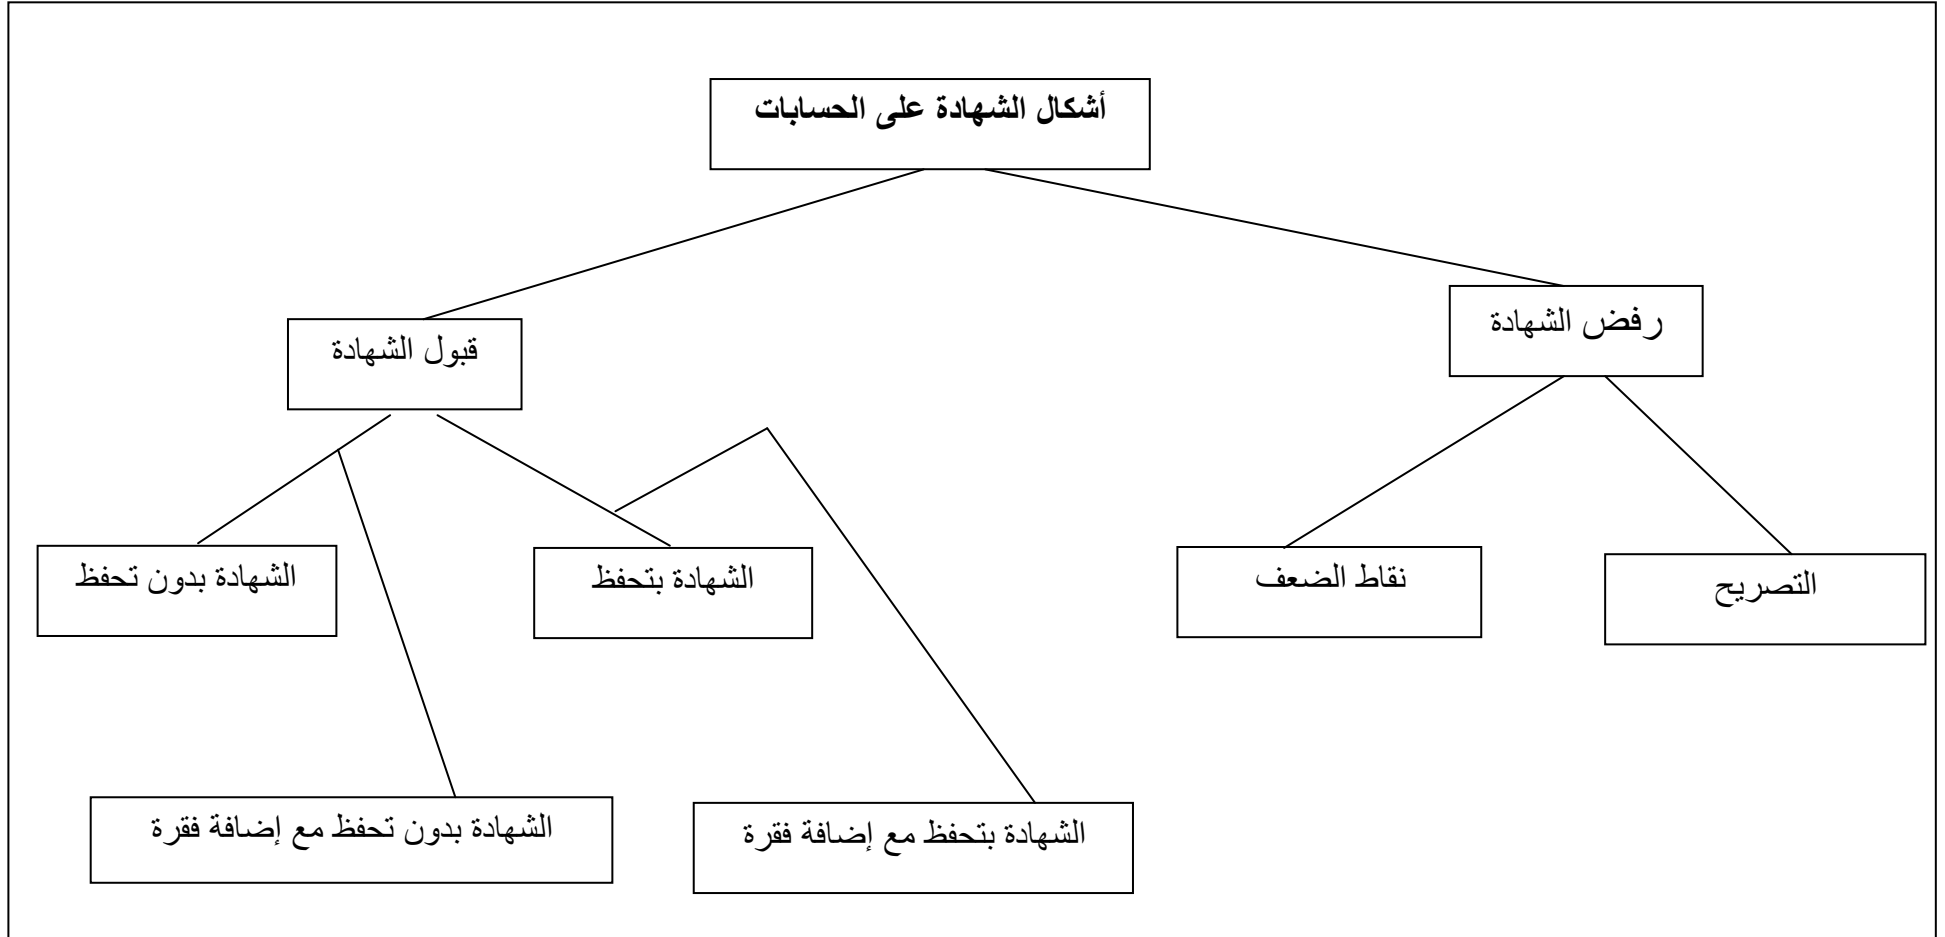 أشكال الشهادة على الحسابات
رفض الشهادة
قبول الشهادة
التصريح
نقاط الضعف
الشهادة بتحفظ
الشهادة بدون تحفظ
الشهادة بتحفظ مع إضافة فقرة
الشهادة بدون تحفظ مع إضافة فقرة